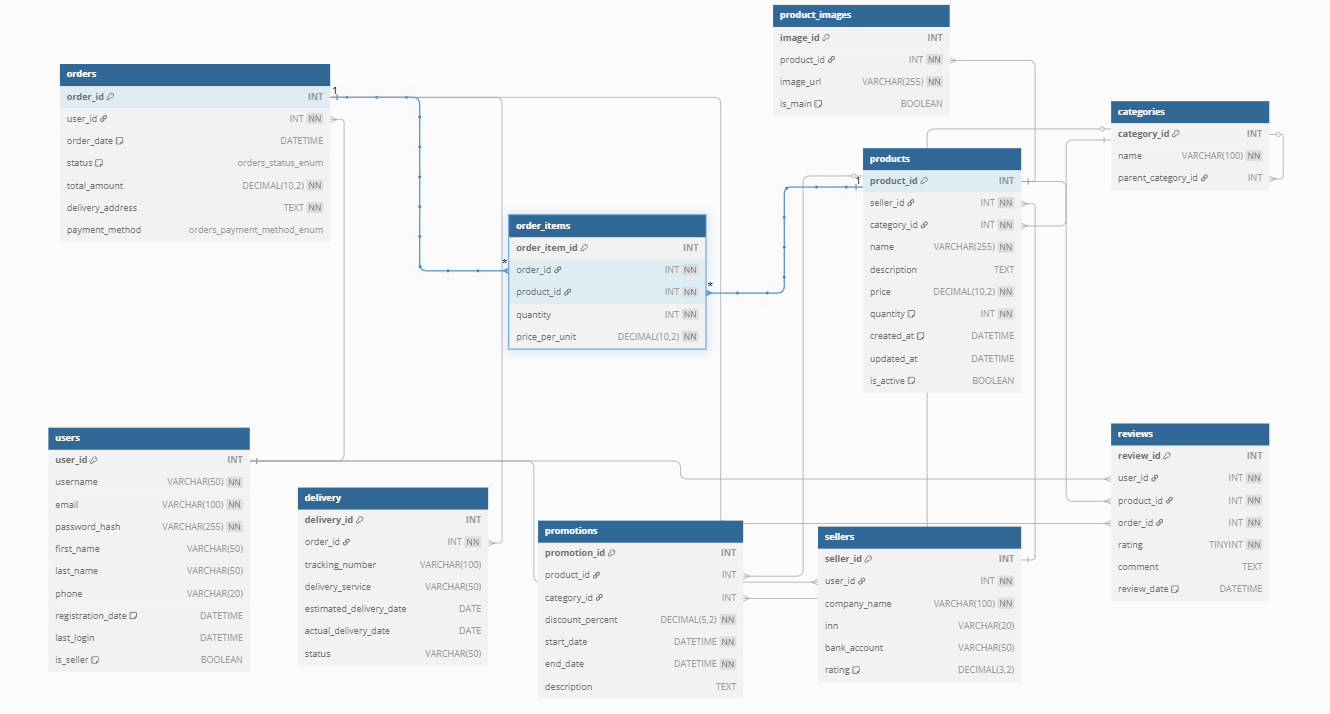 product_images
image_id INT
product_id INT NN
image_url VARCHAR(255) NN
is_main BOOLEAN
orders
order_id INT
user_id INT NN
order_date DATETIME
status orders_status_enum
total_amount DECIMAL(10,2) NN
delivery_address TEXT NN
payment_method orders_payment_method_enum
1
categories
category_id INT
name VARCHAR(100) NN
parent_category_id INT
products
product_id INT
seller_id INT NN
category_id INT NN
name VARCHAR(255) NN
description TEXT
price DECIMAL(10,2) NN
quantity INT NN
created_at DATETIME
updated_at DATETIME
is_active BOOLEAN
1
order_items
order_item_id INT
order_id INT NN
product_id INT NN
quantity INT NN
price_per_unit DECIMAL(10,2) NN
*
*
users
user_id INT
username VARCHAR(50) NN
email VARCHAR(100) NN
password_hash VARCHAR(255) NN
first_name VARCHAR(50)
last_name VARCHAR(50)
phone VARCHAR(20)
registration_date DATETIME
last_login DATETIME
is_seller BOOLEAN
delivery
delivery_id INT
order_id INT NN
tracking_number VARCHAR(100)
delivery_service VARCHAR(50)
estimated_delivery_date DATE
actual_delivery_date DATE
status VARCHAR(50)
promotions
promotion_id INT
product_id INT
category_id INT
discount_percent DECIMAL(5,2) NN
start_date DATETIME NN
end_date DATETIME NN
description TEXT
sellers
seller_id INT
user_id INT NN
company_name VARCHAR(100) NN
inn VARCHAR(20)
bank_account VARCHAR(50)
rating DECIMAL(3,2)
reviews
review_id INT
user_id INT NN
product_id INT NN
order_id INT NN
rating TINYINT NN
comment TEXT
review_date DATETIME